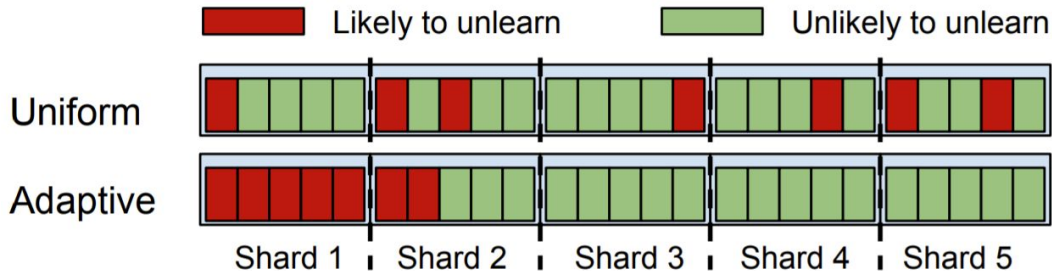 Likely to unlearn Unlikely to unlearn
Uniform
Adaptive
Shard 1 Shard 2 Shard 3 Shard 4 Shard 5